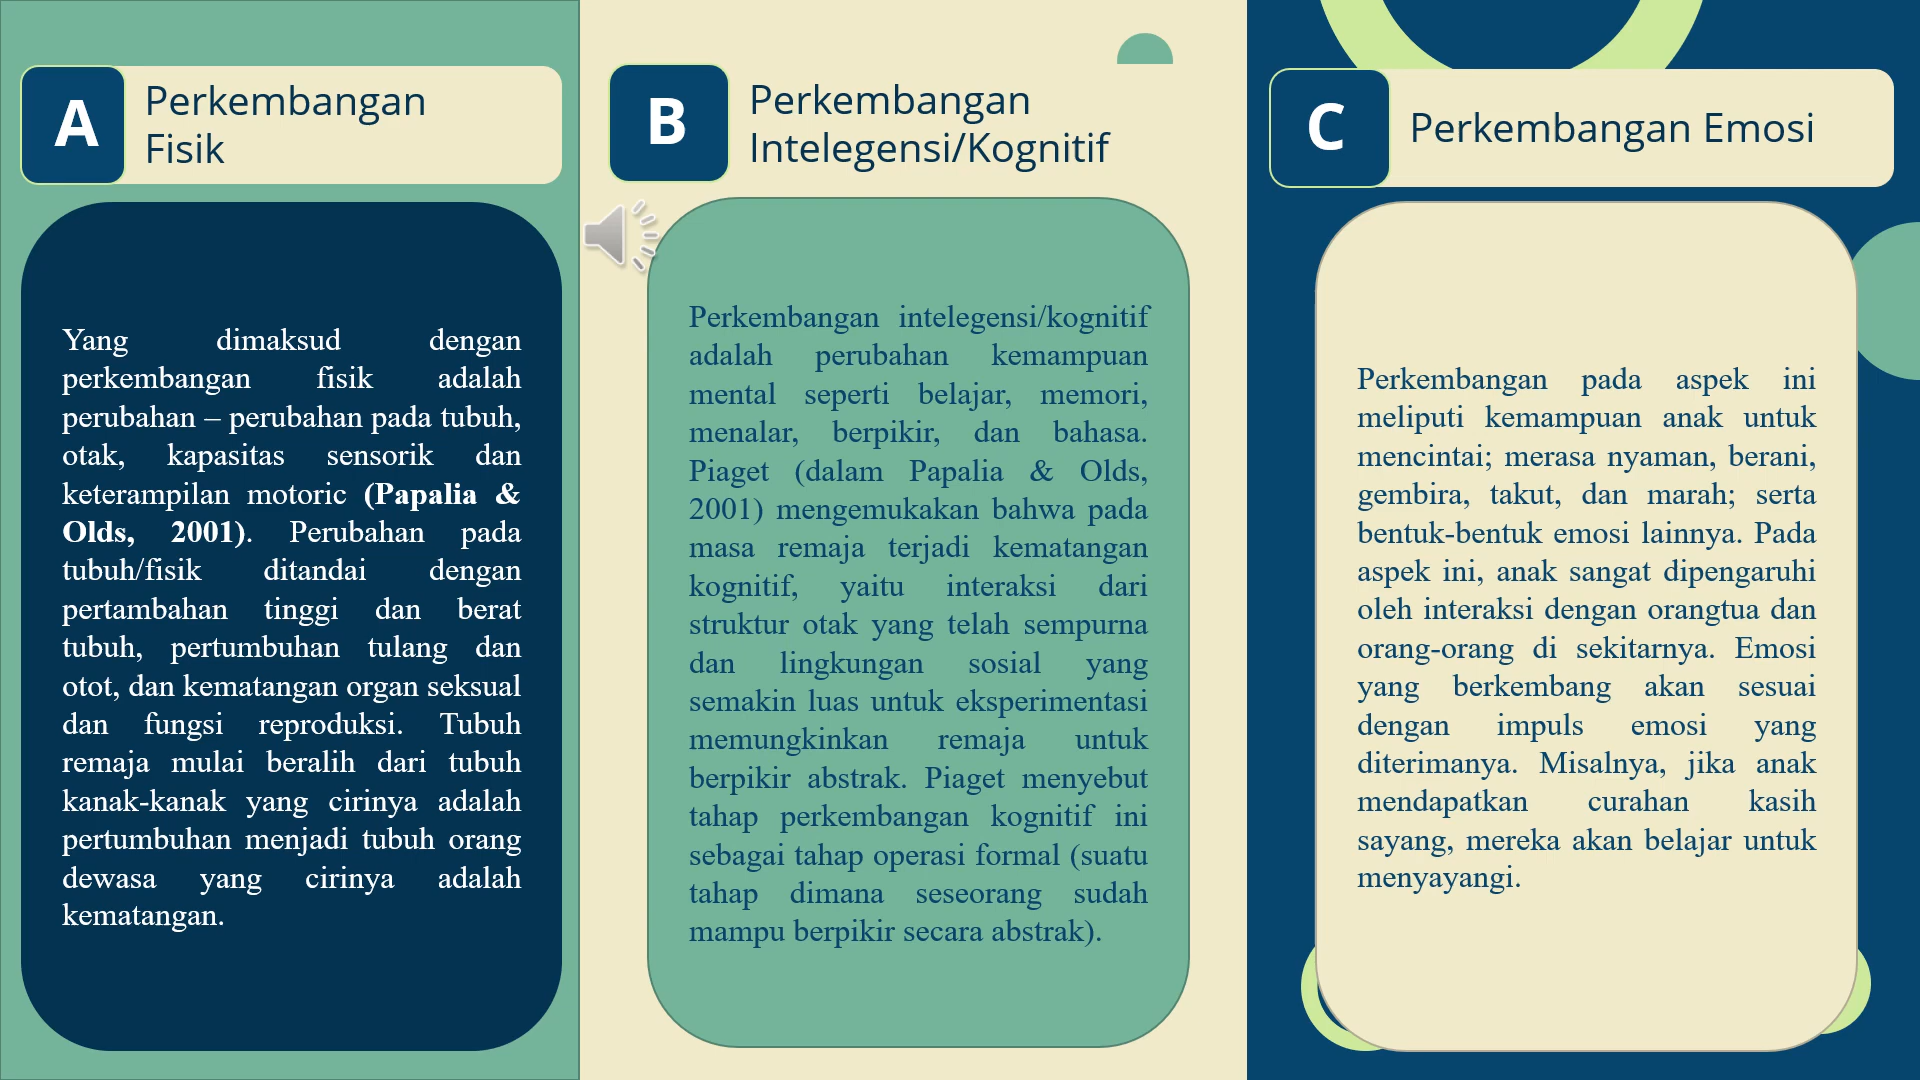 A
Perkembangan
Fisik
Yang dimaksud dengan
perkembangan fisik adalah
perubahan – perubahan pada tubuh,
otak, kapasitas sensorik dan
keterampilan motoric (Papalia &
Olds, 2001). Perubahan pada
tubuh/fisik ditandai dengan
pertambahan tinggi dan berat
tubuh, pertumbuhan tulang dan
otot, dan kematangan organ seksual
dan fungsi reproduksi. Tubuh
remaja mulai beralih dari tubuh
kanak-kanak yang cirinya adalah
pertumbuhan menjadi tubuh orang
dewasa yang cirinya adalah
kematangan.
B
Perkembangan
Intelegensi/Kognitif
Perkembangan intelegensi/kognitif
adalah perubahan kemampuan
mental seperti belajar, memori,
menalar, berpikir, dan bahasa.
Piaget (dalam Papalia & Olds,
2001) mengemukakan bahwa pada
masa remaja terjadi kematangan
kognitif, yaitu interaksi dari
struktur otak yang telah sempurna
dan lingkungan sosial yang
semakin luas untuk eksperimentasi
memungkinkan remaja untuk
berpikir abstrak. Piaget menyebut
tahap perkembangan kognitif ini
sebagai tahap operasi formal (suatu
tahap dimana seseorang sudah
mampu berpikir secara abstrak).
C
Perkembangan Emosi
Perkembangan pada aspek ini
meliputi kemampuan anak untuk
mencintai; merasa nyaman, berani,
gembira, takut, dan marah; serta
bentuk-bentuk emosi lainnya. Pada
aspek ini, anak sangat dipengaruhi
oleh interaksi dengan orangtua dan
orang-orang di sekitarnya. Emosi
yang berkembang akan sesuai
dengan impuls emosi yang
diterimanya. Misalnya, jika anak
mendapatkan curahan kasih
sayang, mereka akan belajar untuk
menyayangi.